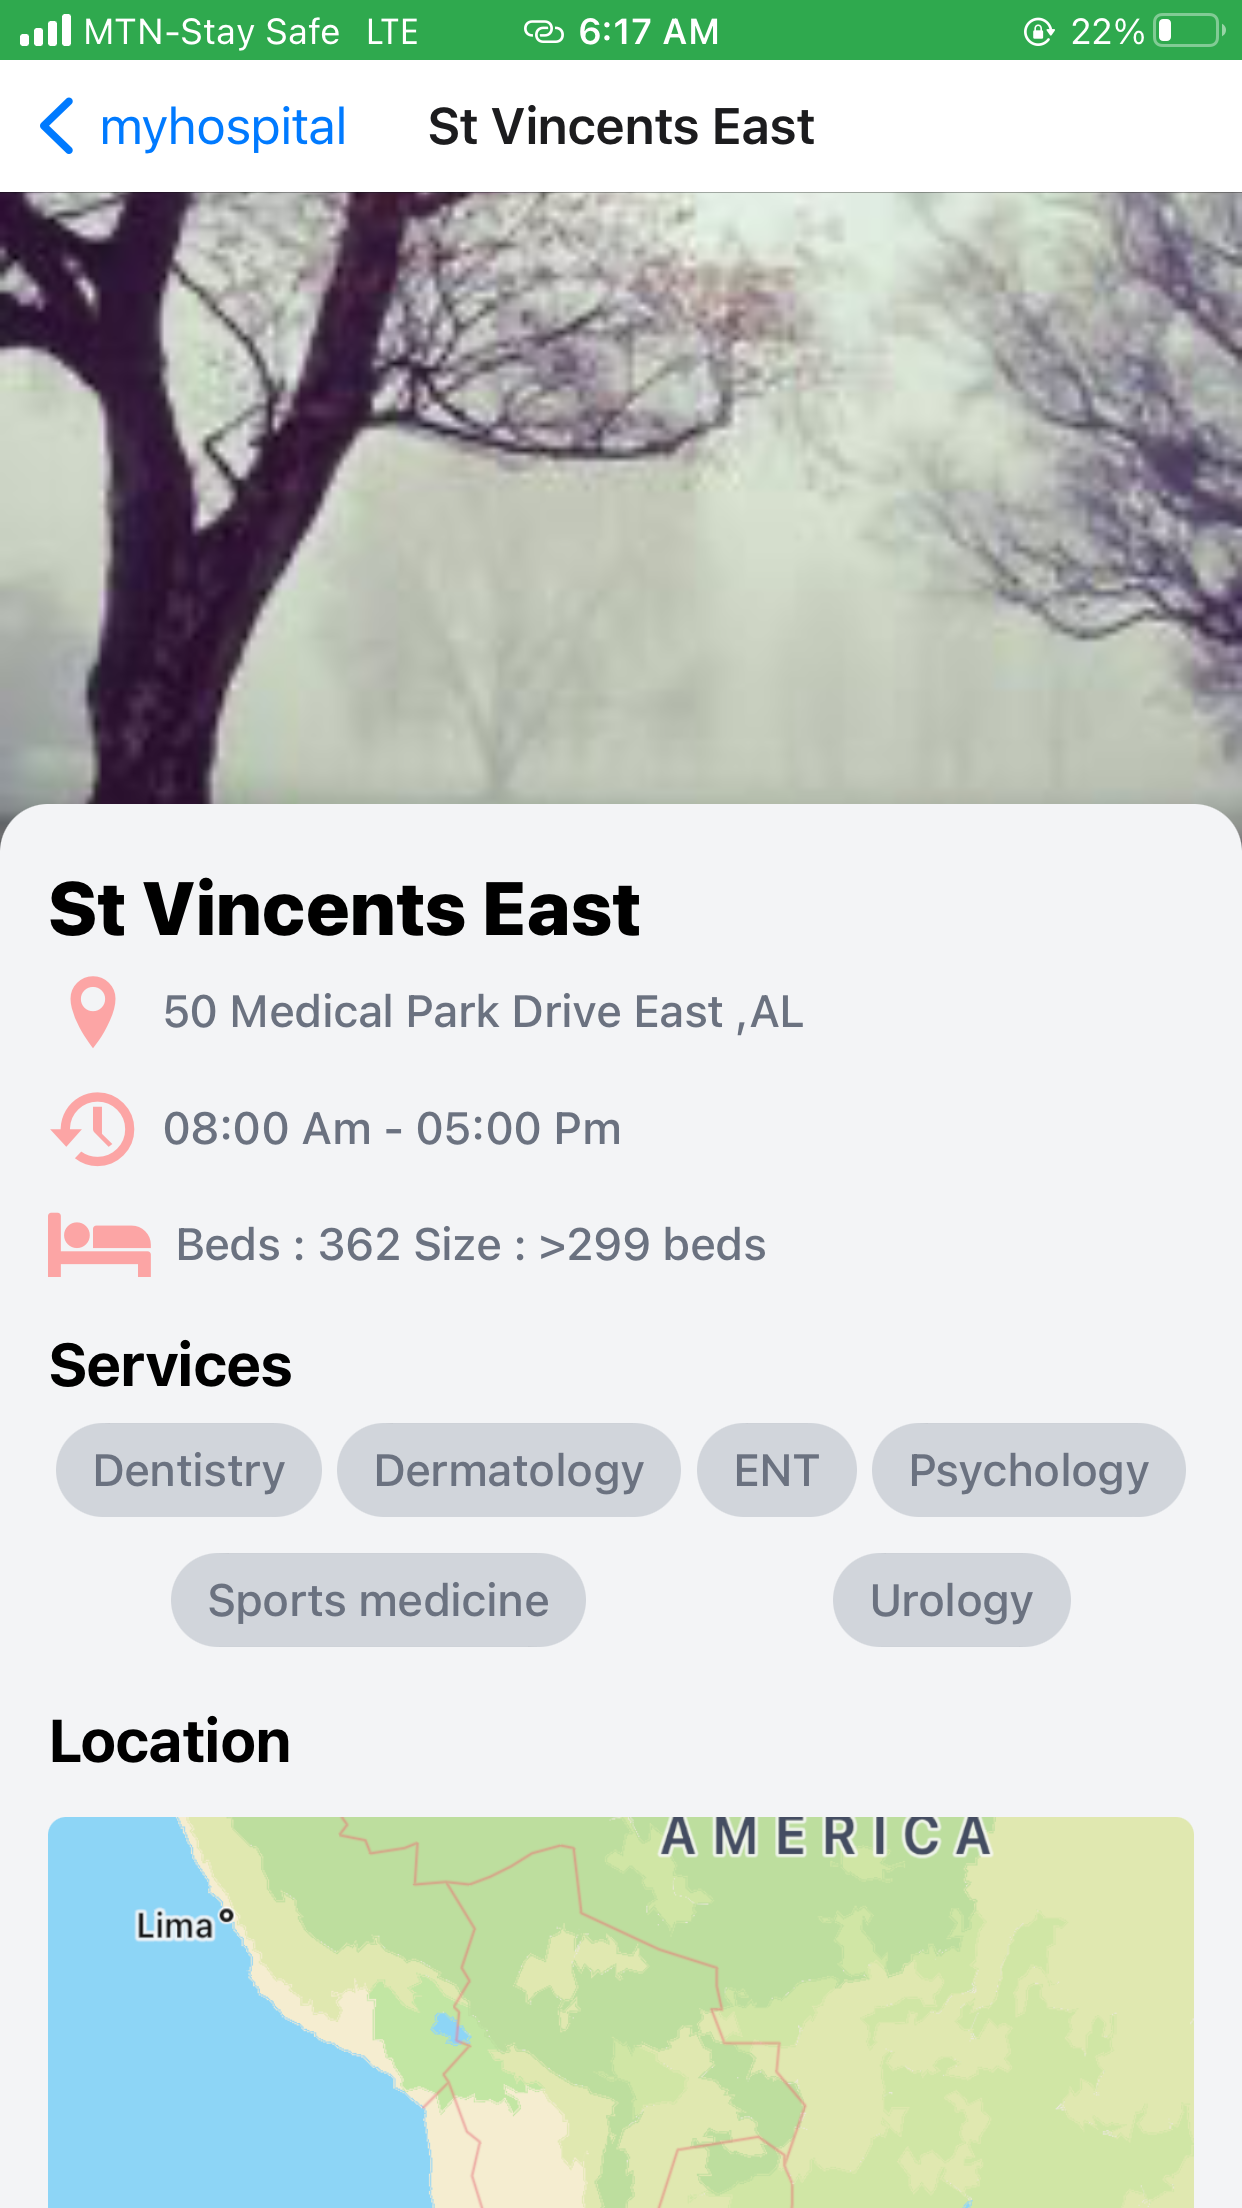 MTN-Stay Safe LTE 6:17 AM 22%
myhospital St Vincents East
St Vincents East
50 Medical Park Drive East ,AL
08:00 Am - 05:00 Pm
Beds : 362 Size : >299 beds
Services
Dentistry Dermatology ENT Psychology
Sports medicine Urology
Location
AMERICA
Lima